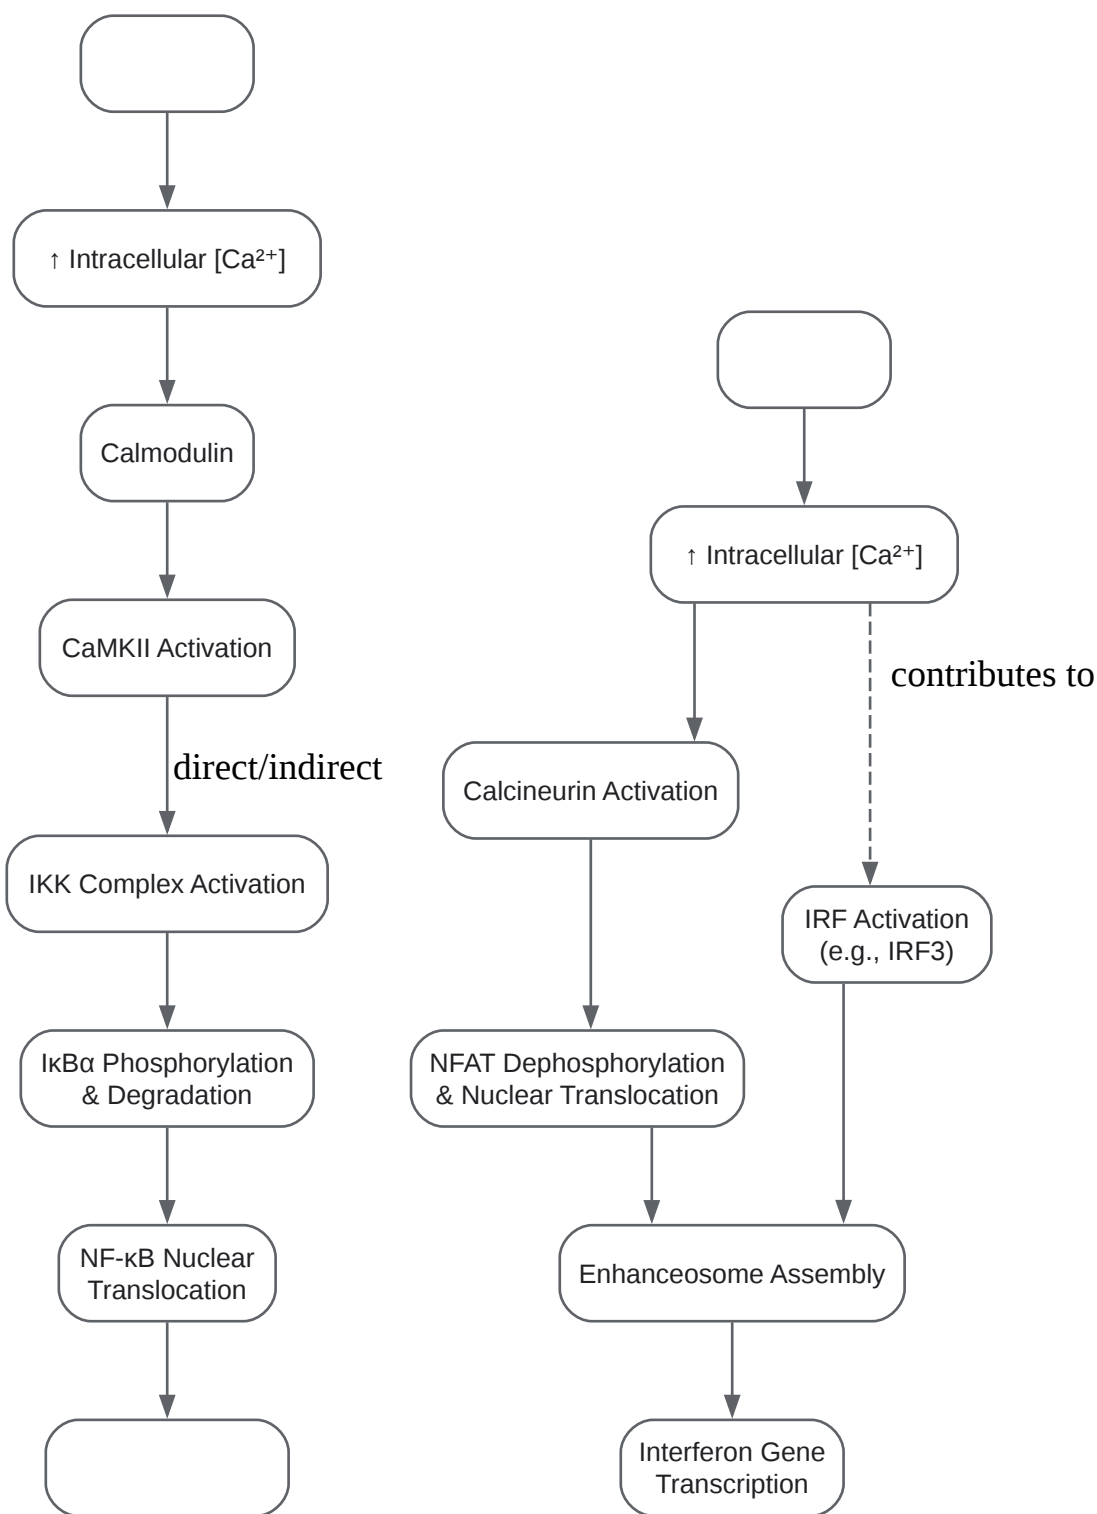 ↑ Intracellular [Ca²⁺]
Calmodulin
CaMKII Activation
direct/indirect
IKK Complex Activation
IκBα Phosphorylation
& Degradation
NF-κB Nuclear
Translocation
↑ Intracellular [Ca²⁺]
contributes to
Calcineurin Activation
IRF Activation
(e.g., IRF3)
NFAT Dephosphorylation
& Nuclear Translocation
Enhanceosome Assembly
Interferon Gene
Transcription